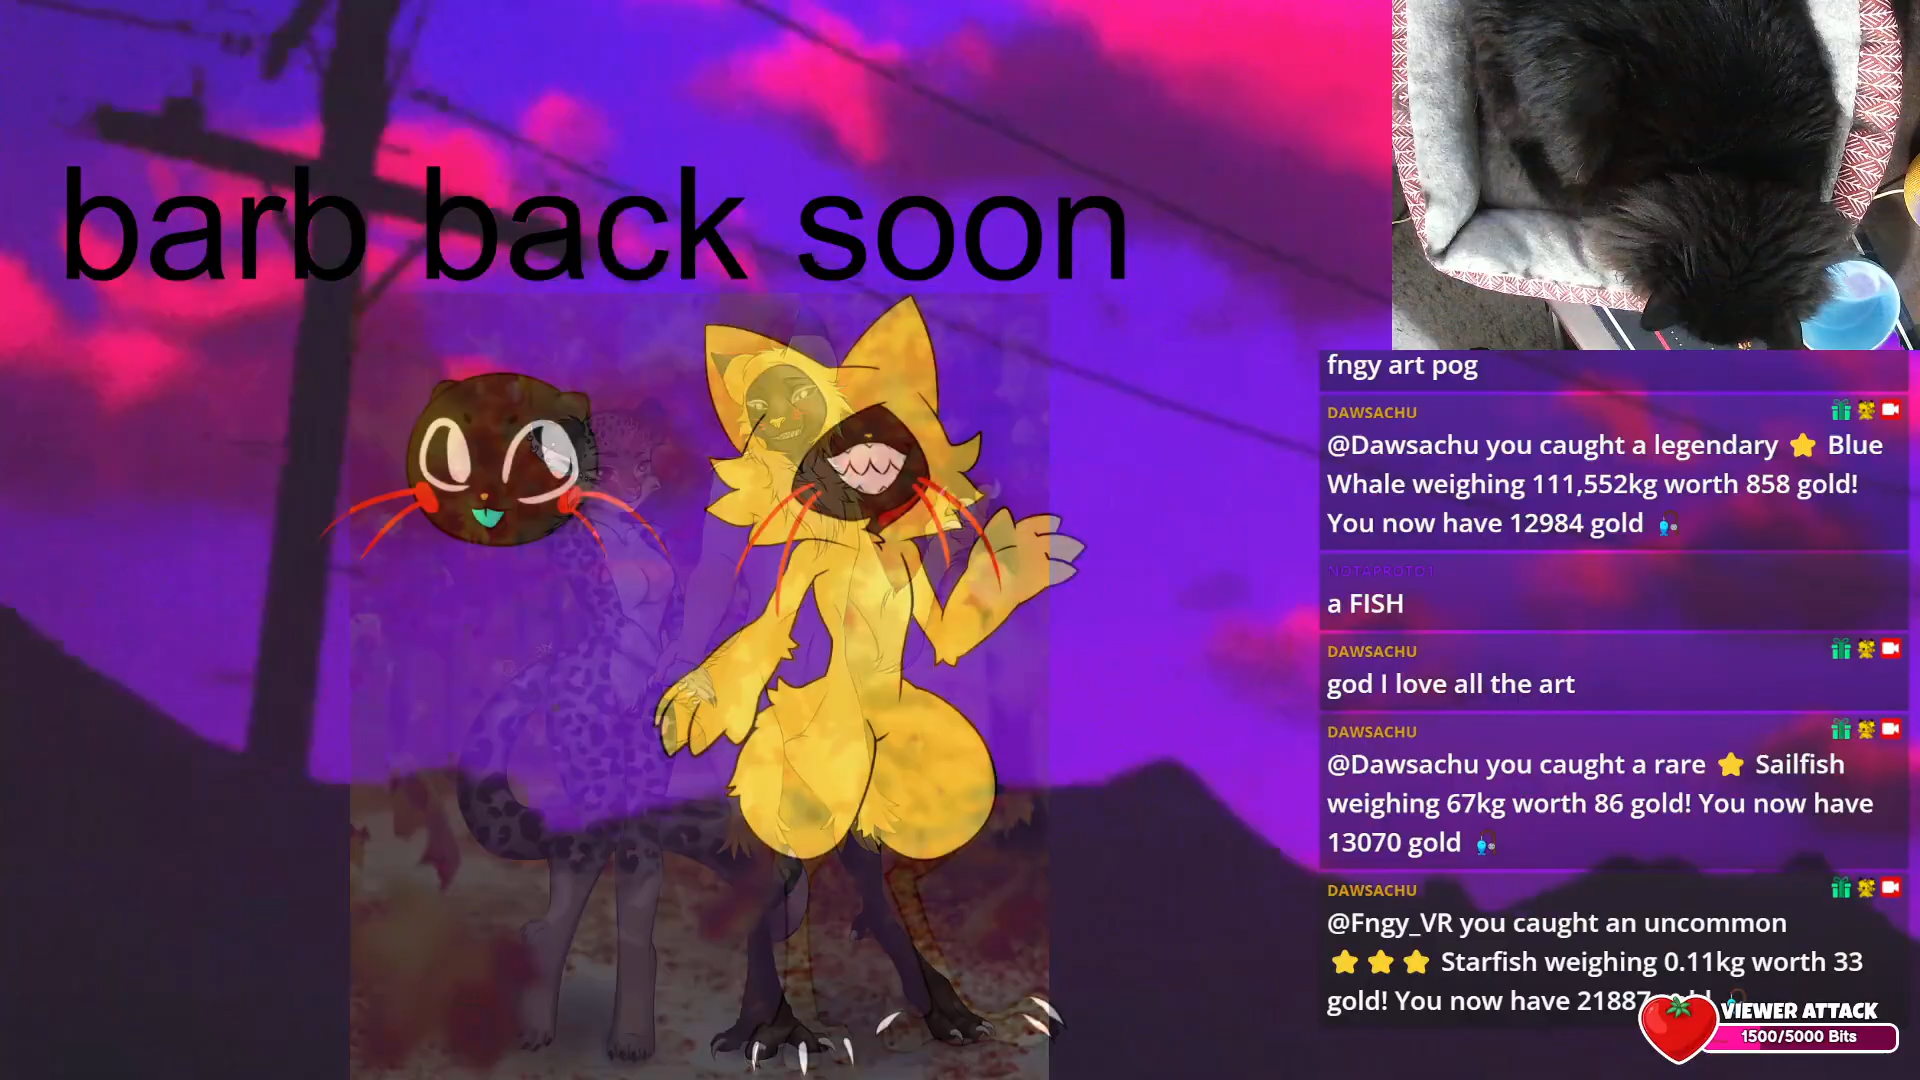 barb back soon
fngy art pog
DAWSACHU
@Dawsachu you caught a legendary ⭐ Blue
Whale weighing 111,552kg worth 858 gold!
You now have 12984 gold
NOTAPROTO1
a FISH
DAWSACHU
god I love all the art
DAWSACHU
@Dawsachu you caught a rare ⭐ Sailfish
weighing 67kg worth 86 gold! You now have
13070 gold
DAWSACHU
@Fngy_VR you caught an uncommon
⭐ ⭐ ⭐ Starfish weighing 0.11kg worth 33
gold! You now have 21887
VIEWER ATTACK
1500/5000 Bits